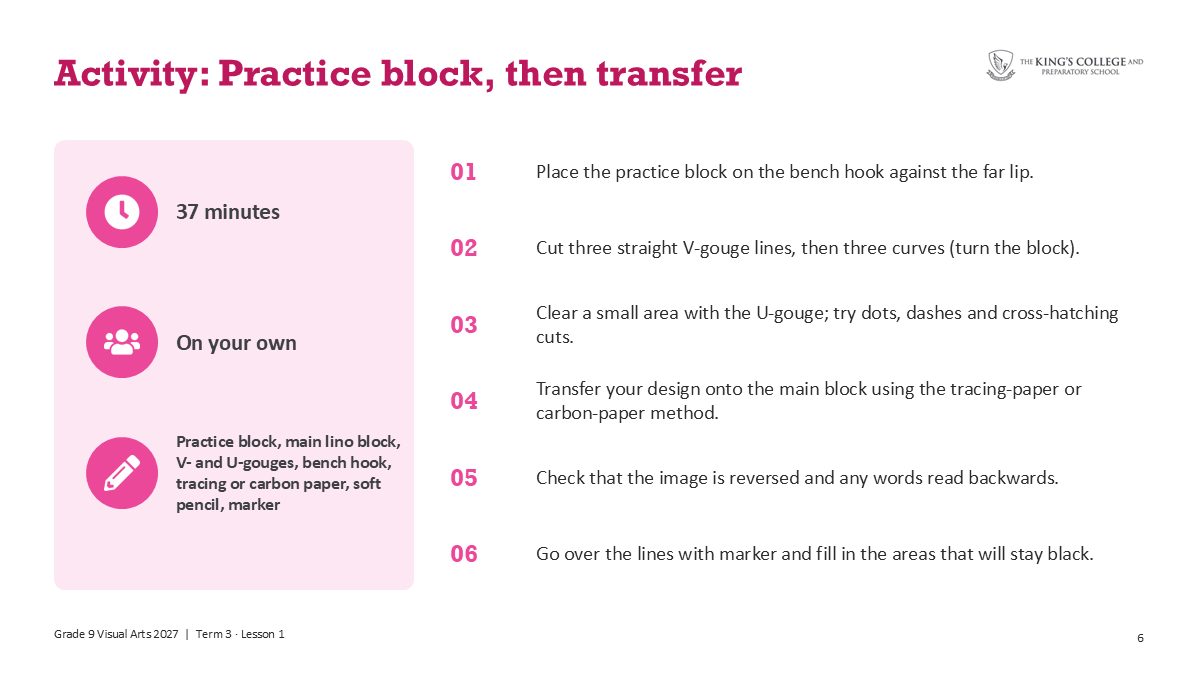 Activity: Practice block, then transfer
THE KING'S COLLEGE AND
PREPARATORY SCHOOL
37 minutes
On your own
Practice block, main lino block,
V- and U-gouges, bench hook,
tracing or carbon paper, soft
pencil, marker
01
Place the practice block on the bench hook against the far lip.
02
Cut three straight V-gouge lines, then three curves (turn the block).
03
Clear a small area with the U-gouge; try dots, dashes and cross-hatching
cuts.
04
Transfer your design onto the main block using the tracing-paper or
carbon-paper method.
05
Check that the image is reversed and any words read backwards.
06
Go over the lines with marker and fill in the areas that will stay black.
Grade 9 Visual Arts 2027 | Term 3 · Lesson 1
6